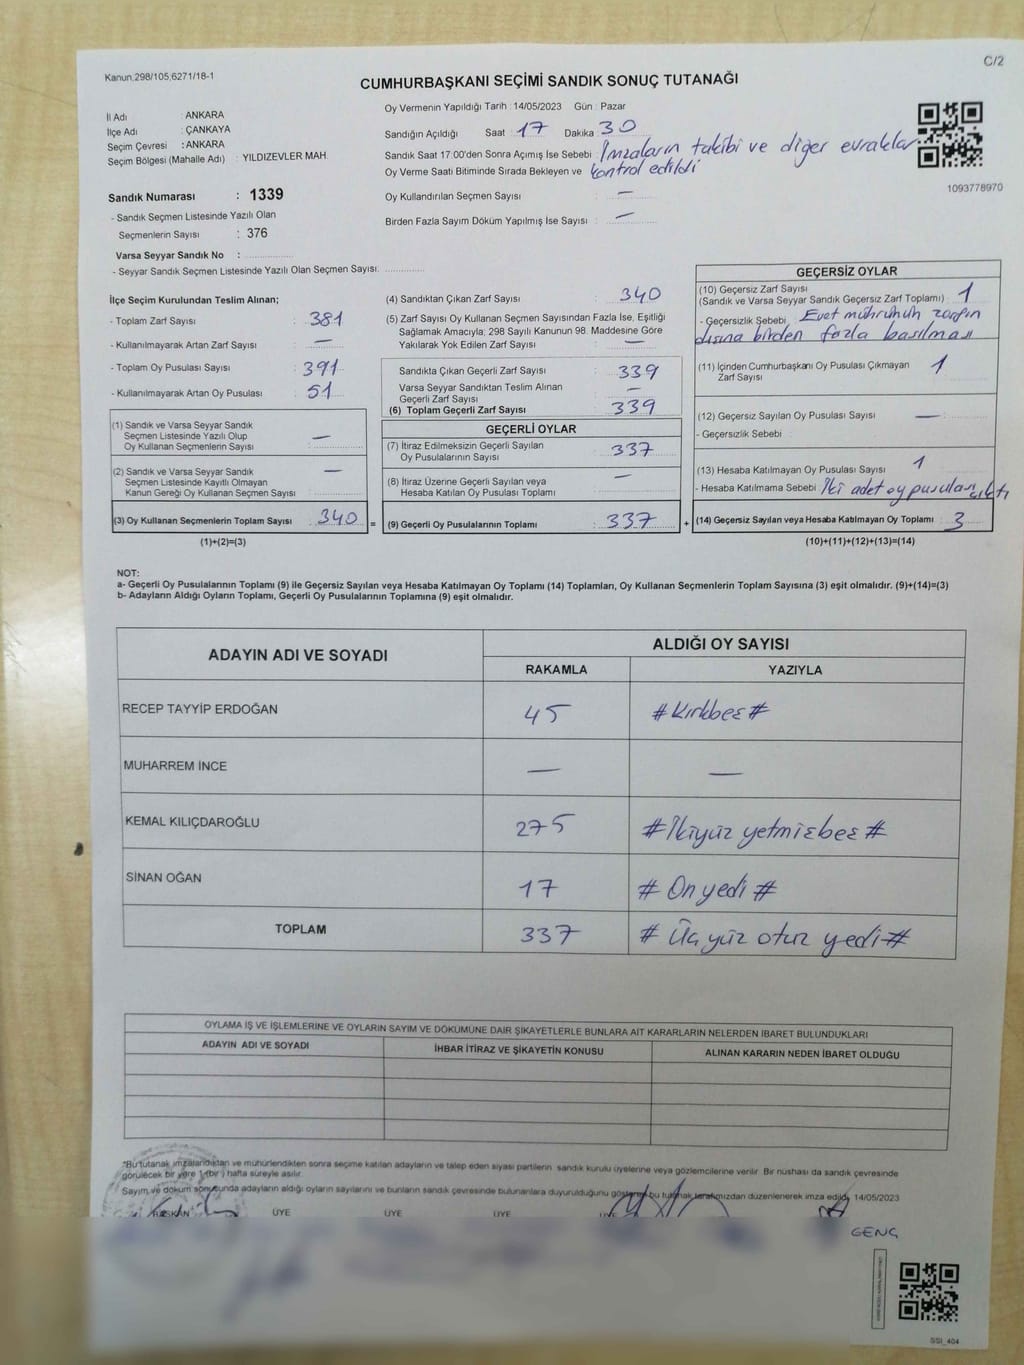 Kanun,298/105,6271/18-1
C/2
CUMHURBAŞKANI SEÇİMİ SANDIK SONUÇ TUTANAĞI
İl Adı : ANKARA
İlçe Adı : ÇANKAYA
Seçim Çevresi : ANKARA
Seçim Bölgesi (Mahalle Adı) : YILDIZEVLER MAH.
Sandık Numarası : 1339
- Sandık Seçmen Listesinde Yazılı Olan
Seçmenlerin Sayısı : 376
Varsa Seyyar Sandık No :
- Seyyar Sandık Seçmen Listesinde Yazılı Olan Seçmen Sayısı:
Oy Vermenin Yapıldığı Tarih : 14/05/2023 Gün : Pazar
Sandığın Açıldığı Saat : 17 Dakika : 30
Sandık Saat 17:00'den Sonra Açımış İse Sebebi : İmzaların takibi ve diğer evraklar
Oy Verme Saati Bitiminde Sırada Bekleyen ve kontrol edildi
Oy Kullandırılan Seçmen Sayısı : —
Birden Fazla Sayım Döküm Yapılmış İse Sayısı : —
1093778970
İlçe Seçim Kurulundan Teslim Alınan;
- Toplam Zarf Sayısı : 381
- Kullanılmayarak Artan Zarf Sayısı : —
- Toplam Oy Pusulası Sayısı : 391
- Kullanılmayarak Artan Oy Pusulası : 51
(1) Sandık ve Varsa Seyyar Sandık
Seçmen Listesinde Yazılı Olup
Oy Kullanan Seçmenlerin Sayısı : —
(2) Sandık ve Varsa Seyyar Sandık
Seçmen Listesinde Kayıtlı Olmayan
Kanun Gereği Oy Kullanan Seçmen Sayısı : —
(3) Oy Kullanan Seçmenlerin Toplam Sayısı : 340 =
(1)+(2)=(3)
(4) Sandıktan Çıkan Zarf Sayısı : 340
(5) Zarf Sayısı Oy Kullanan Seçmen Sayısından Fazla İse, Eşitliği
Sağlamak Amacıyla; 298 Sayılı Kanunun 98. Maddesine Göre
Yakılarak Yok Edilen Zarf Sayısı : —
Sandıkta Çıkan Geçerli Zarf Sayısı : 339
Varsa Seyyar Sandıktan Teslim Alınan
Geçerli Zarf Sayısı : —
(6) Toplam Geçerli Zarf Sayısı : 339
GEÇERLİ OYLAR
(7) İtiraz Edilmeksizin Geçerli Sayılan
Oy Pusulalarının Sayısı : 337
(8) İtiraz Üzerine Geçerli Sayılan veya
Hesaba Katılan Oy Pusulası Toplamı : —
(9) Geçerli Oy Pusulalarının Toplamı : 337 +
GEÇERSİZ OYLAR
(10) Geçersiz Zarf Sayısı
(Sandık ve Varsa Seyyar Sandık Geçersiz Zarf Toplamı) : 1
- Geçersizlik Sebebi : Evet mührünün zarfın
dışına birden fazla basılması
(11) İçinden Cumhurbaşkanı Oy Pusulası Çıkmayan
Zarf Sayısı : 1
(12) Geçersiz Sayılan Oy Pusulası Sayısı : —
- Geçersizlik Sebebi :
(13) Hesaba Katılmayan Oy Pusulası Sayısı : 1
- Hesaba Katılmama Sebebi : İki adet oy pusulası çıktı
(14) Geçersiz Sayılan veya Hesaba Katılmayan Oy Toplamı : 3
(10)+(11)+(12)+(13)=(14)
NOT:
a- Geçerli Oy Pusulalarının Toplamı (9) ile Geçersiz Sayılan veya Hesaba Katılmayan Oy Toplamı (14) Toplamları, Oy Kullanan Seçmenlerin Toplam Sayısına (3) eşit olmalıdır. (9)+(14)=(3)
b- Adayların Aldığı Oyların Toplamı, Geçerli Oy Pusulalarının Toplamına (9) eşit olmalıdır.
ADAYIN ADI VE SOYADI
ALDIĞI OY SAYISI
RAKAMLA YAZIYLA
RECEP TAYYİP ERDOĞAN 45 #Kırkbeş#
MUHARREM İNCE — —
KEMAL KILIÇDAROĞLU 275 #İkiyüz yetmişbeş#
SİNAN OĞAN 17 # On yedi #
TOPLAM 337 # Üç yüz otuz yedi #
OYLAMA İŞ VE İŞLEMLERİNE VE OYLARIN SAYIM VE DÖKÜMÜNE DAİR ŞİKAYETLERLE BUNLARA AİT KARARLARIN NELERDEN İBARET BULUNDUKLARI
ADAYIN ADI VE SOYADI İHBAR İTİRAZ VE ŞİKAYETİN KONUSU ALINAN KARARIN NEDEN İBARET OLDUĞU
"Bu tutanak imzalandıktan ve mühürlendikten sonra seçime katılan adayların ve talep eden siyasi partilerin sandık kurulu üyelerine veya gözlemcilerine verilir. Bir nüshası da sandık çevresinde
görülecek bir yere 1 (bir) hafta süreyle asılır.
Sayım ve döküm sonucunda adayların aldığı oyların sayılarını ve bunların sandık çevresinde bulunanlara duyurulduğunu gösteren bu tutanak tarafımızdan düzenlenerek imza edildi. 14/05/2023
BAŞKAN ÜYE ÜYE ÜYE ÜYE
GENÇ
SSI_404